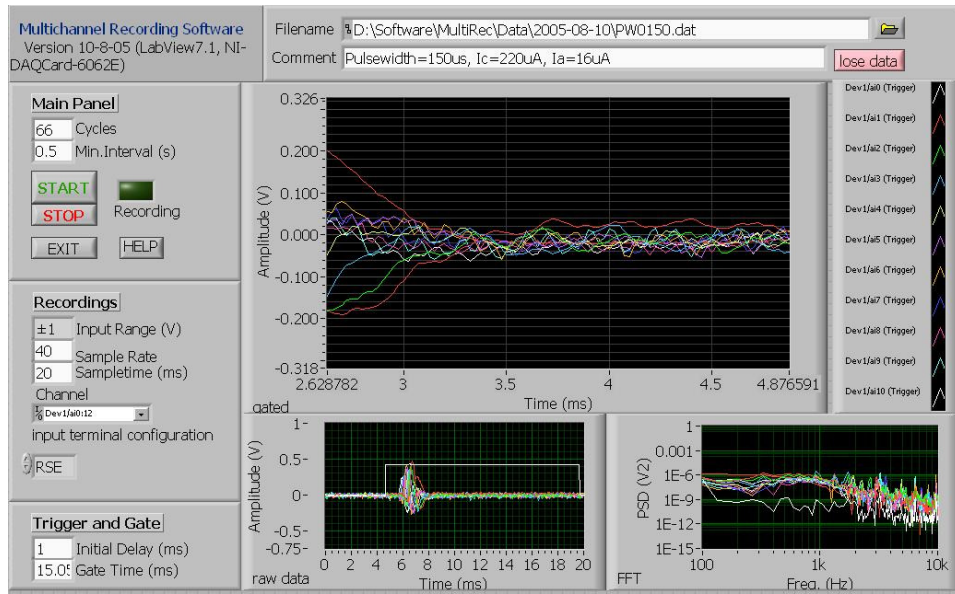 Multichannel Recording Software
Version 10-8-05 (LabView7.1, NI-
DAQCard-6062E)
Filename D:\Software\MultiRec\Data\2005-08-10\PW0150.dat
Comment Pulsewidth=150us, Ic=220uA, Ia=16uA
lose data
Main Panel
66 Cycles
0.5 Min.Interval (s)
START
STOP
Recording
EXIT
HELP
Recordings
±1 Input Range (V)
40 Sample Rate
20 Sampletime (ms)
Channel
Dev1/ai0:12
input terminal configuration
RSE
Trigger and Gate
1 Initial Delay (ms)
15.05 Gate Time (ms)
Amplitude (V)
0.326
0.200
0.100
0.000
-0.100
-0.200
-0.318
2.628782 3 3.5 4 4.5 4.876591
Time (ms)
gated
Dev1/ai0 (Trigger)
Dev1/ai1 (Trigger)
Dev1/ai2 (Trigger)
Dev1/ai3 (Trigger)
Dev1/ai4 (Trigger)
Dev1/ai5 (Trigger)
Dev1/ai6 (Trigger)
Dev1/ai7 (Trigger)
Dev1/ai8 (Trigger)
Dev1/ai9 (Trigger)
Dev1/ai10 (Trigger)
Amplitude (V)
1
0.5
0
-0.5
-0.75
0 2 4 6 8 10 12 14 16 18 20
Time (ms)
raw data
PSD (V2)
1
0.001
1E-6
1E-9
1E-12
1E-15
100 1k 10k
Freq. (Hz)
FFT